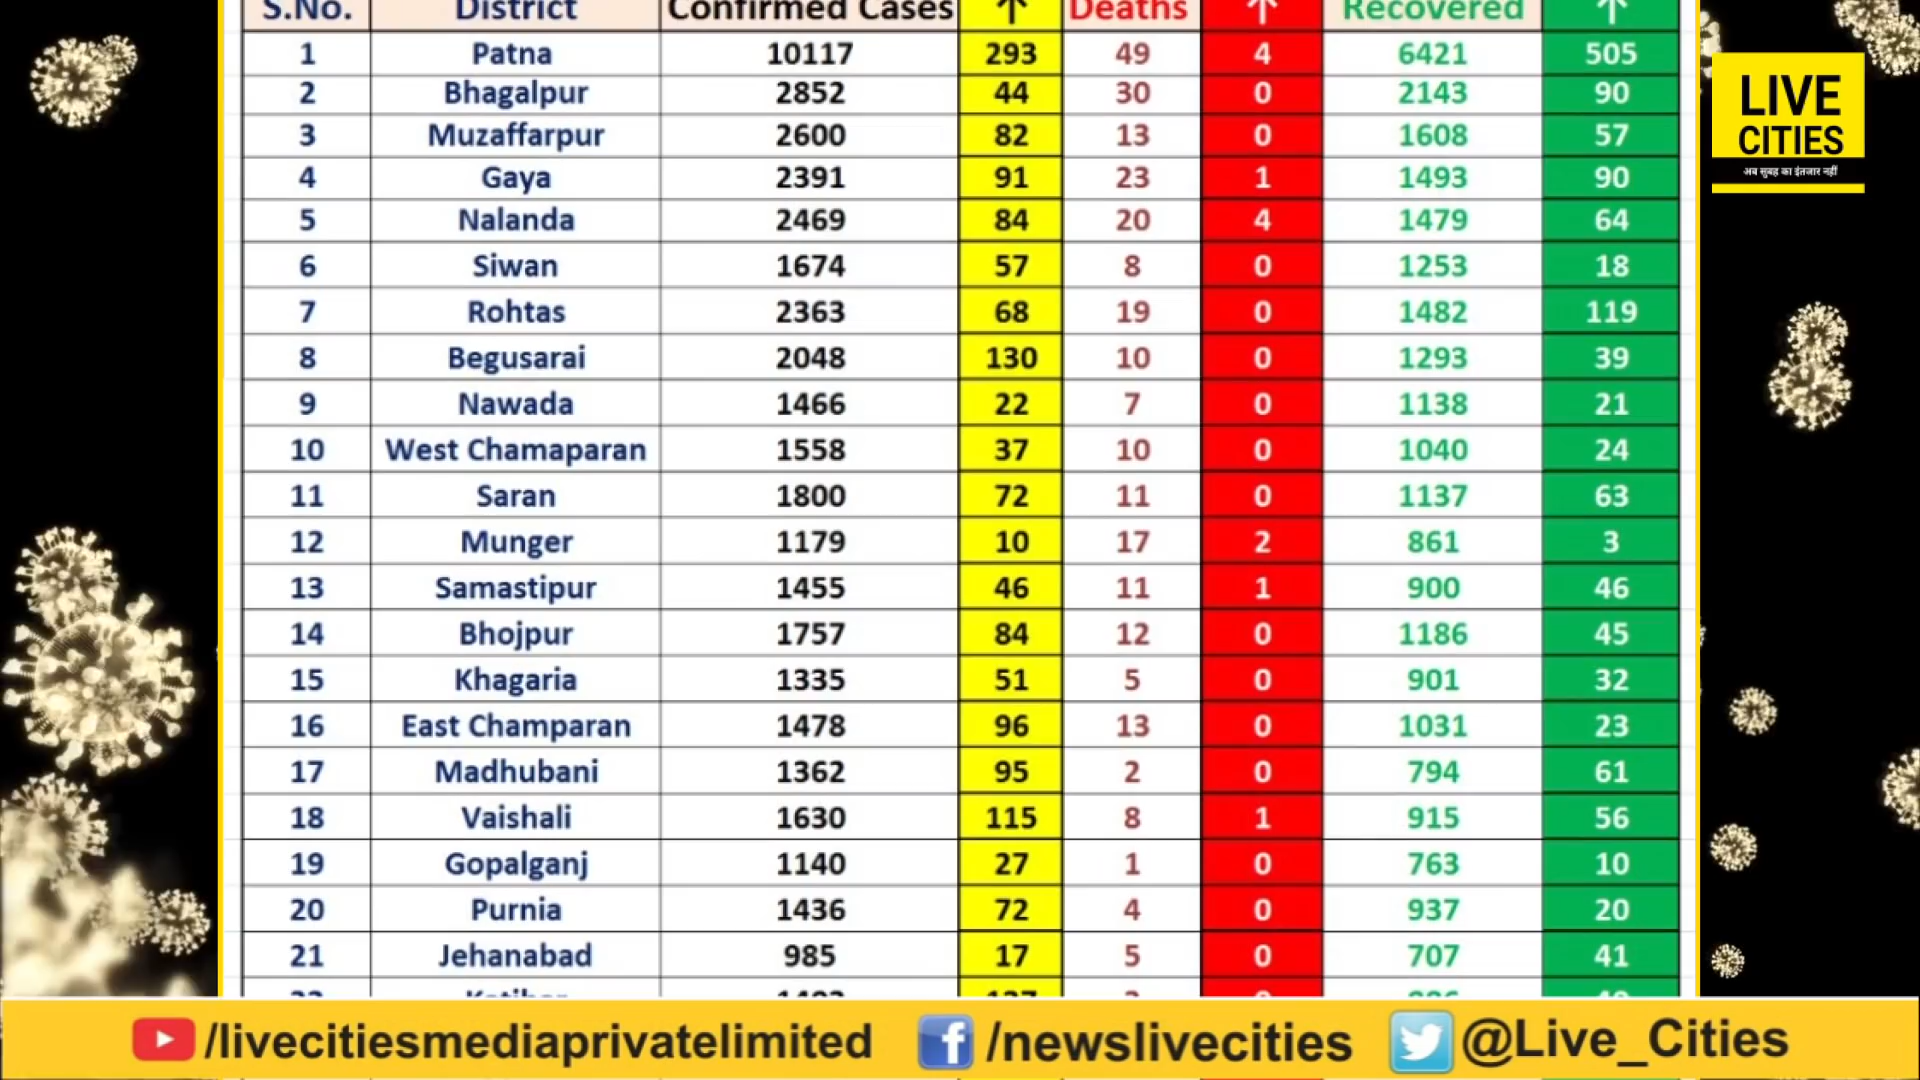 S.No. District Confirmed Cases ↑ Deaths ↑ Recovered ↑
1 Patna 10117 293 49 4 6421 505
2 Bhagalpur 2852 44 30 0 2143 90
3 Muzaffarpur 2600 82 13 0 1608 57
4 Gaya 2391 91 23 1 1493 90
5 Nalanda 2469 84 20 4 1479 64
6 Siwan 1674 57 8 0 1253 18
7 Rohtas 2363 68 19 0 1482 119
8 Begusarai 2048 130 10 0 1293 39
9 Nawada 1466 22 7 0 1138 21
10 West Chamaparan 1558 37 10 0 1040 24
11 Saran 1800 72 11 0 1137 63
12 Munger 1179 10 17 2 861 3
13 Samastipur 1455 46 11 1 900 46
14 Bhojpur 1757 84 12 0 1186 45
15 Khagaria 1335 51 5 0 901 32
16 East Champaran 1478 96 13 0 1031 23
17 Madhubani 1362 95 2 0 794 61
18 Vaishali 1630 115 8 1 915 56
19 Gopalganj 1140 27 1 0 763 10
20 Purnia 1436 72 4 0 937 20
21 Jehanabad 985 17 5 0 707 41
LIVE
CITIES
अब सुबह का इंतजार नहीं
/livecitiesmediaprivatelimited /newslivecities @Live_Cities